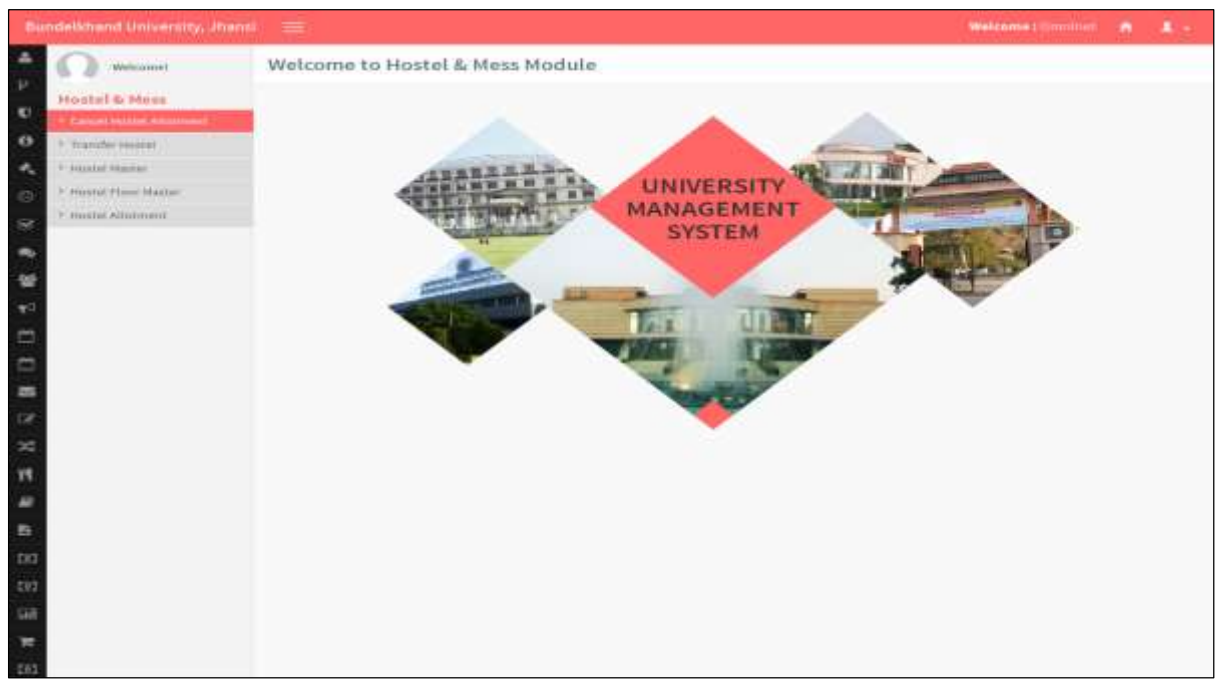 Bundelkhand University, Jhansi
Welcome :
Welcome!
Welcome to Hostel & Mess Module
Hostel & Mess
Cancel Hostel Allotment
Transfer Hostel
Hostel Master
Hostel Floor Master
Hostel Allotment
UNIVERSITY
MANAGEMENT
SYSTEM